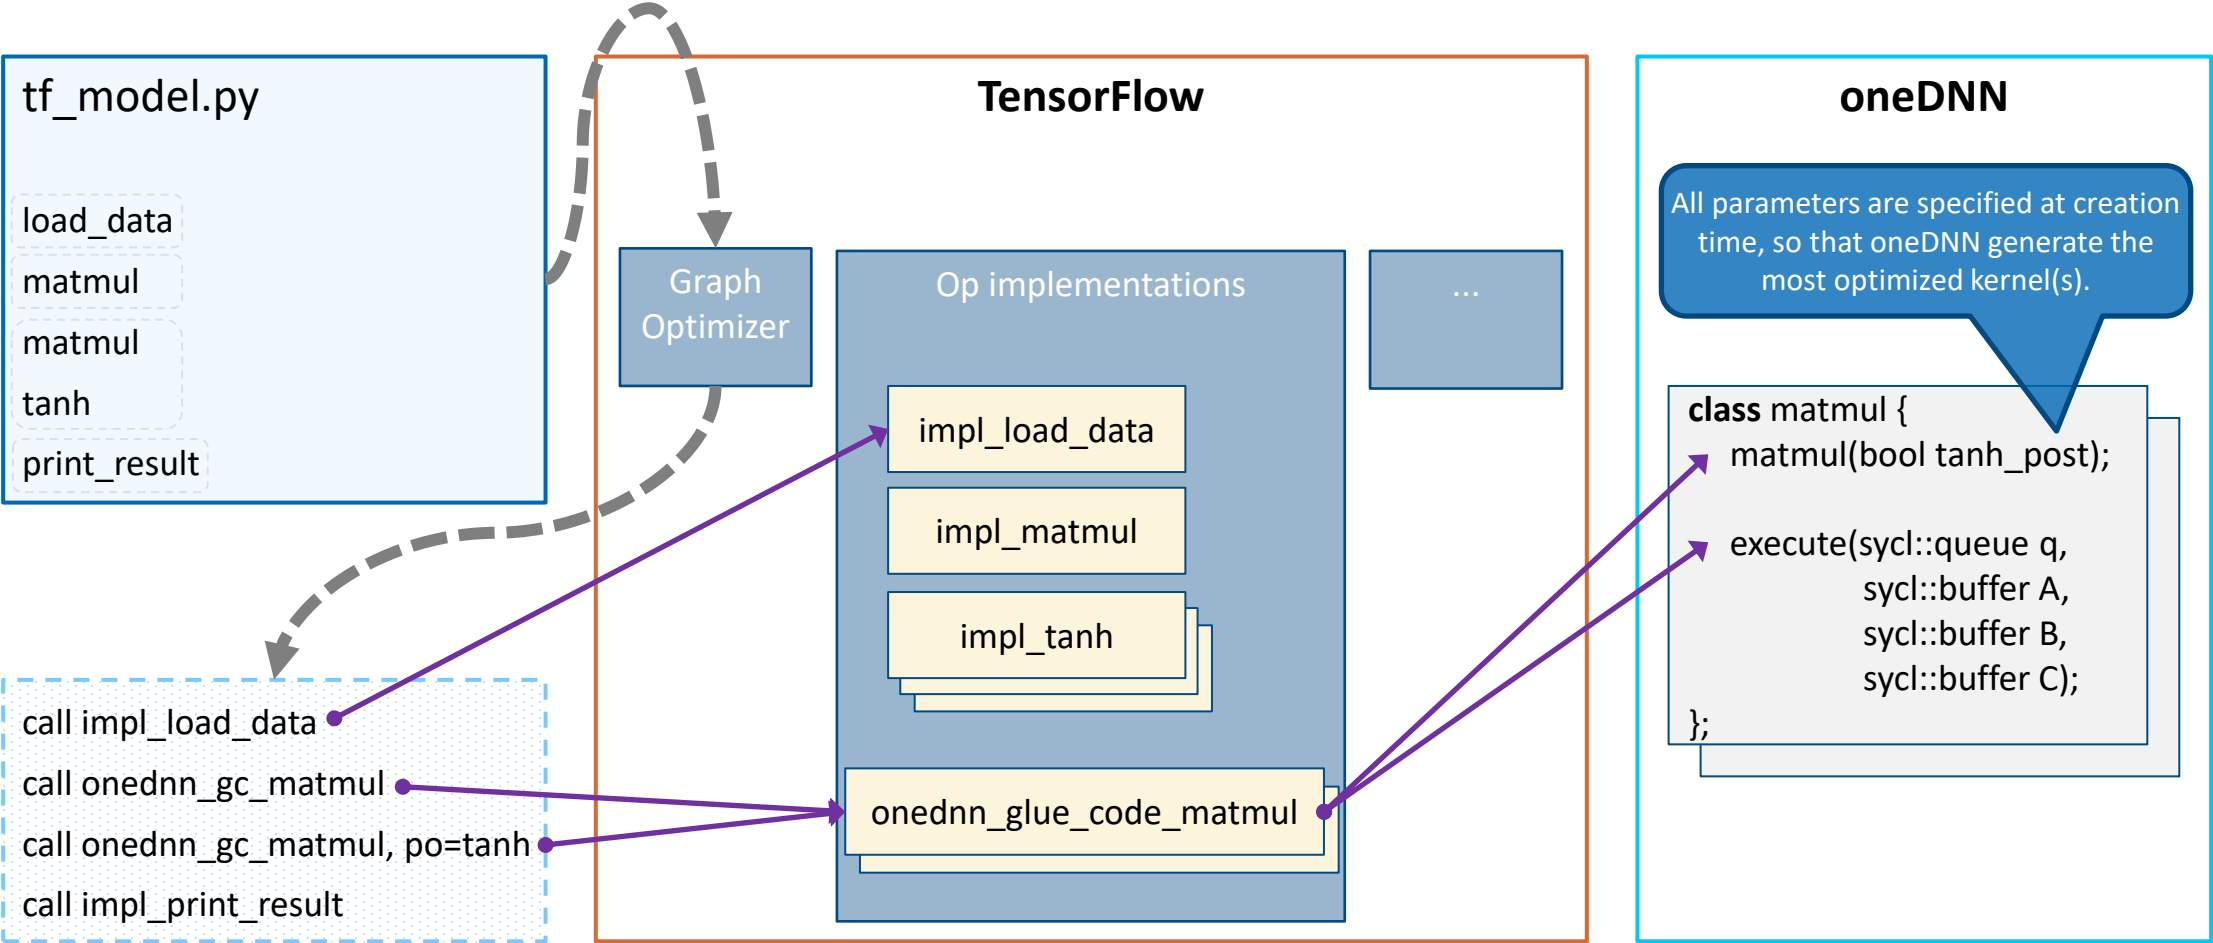 tf_model.py
load_data
matmul
matmul
tanh
print_result
call impl_load_data
call onednn_gc_matmul
call onednn_gc_matmul, po=tanh
call impl_print_result
TensorFlow
Graph
Optimizer
Op implementations
...
impl_load_data
impl_matmul
impl_tanh
onednn_glue_code_matmul
oneDNN
All parameters are specified at creation
time, so that oneDNN generate the
most optimized kernel(s).
class matmul {
matmul(bool tanh_post);
execute(sycl::queue q,
sycl::buffer A,
sycl::buffer B,
sycl::buffer C);
};